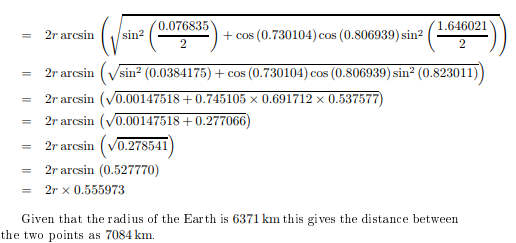 = 2r arcsin (√(sin² (0.076835/2) + cos (0.730104) cos (0.806939) sin² (1.646021/2)))
= 2r arcsin (√(sin² (0.0384175) + cos (0.730104) cos (0.806939) sin² (0.823011)))
= 2r arcsin (√(0.00147518 + 0.745105 × 0.691712 × 0.537577))
= 2r arcsin (√(0.00147518 + 0.277066))
= 2r arcsin (√0.278541)
= 2r arcsin (0.527770)
= 2r × 0.555973
Given that the radius of the Earth is 6371 km this gives the distance between
the two points as 7084 km.